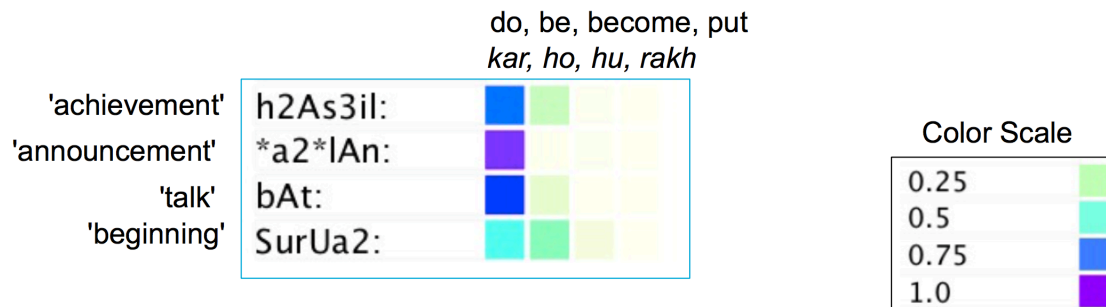 do, be, become, put
kar, ho, hu, rakh
'achievement' h2As3il:
'announcement' *a2*lAn:
'talk' bAt:
'beginning' SurUa2:
Color Scale
0.25
0.5
0.75
1.0